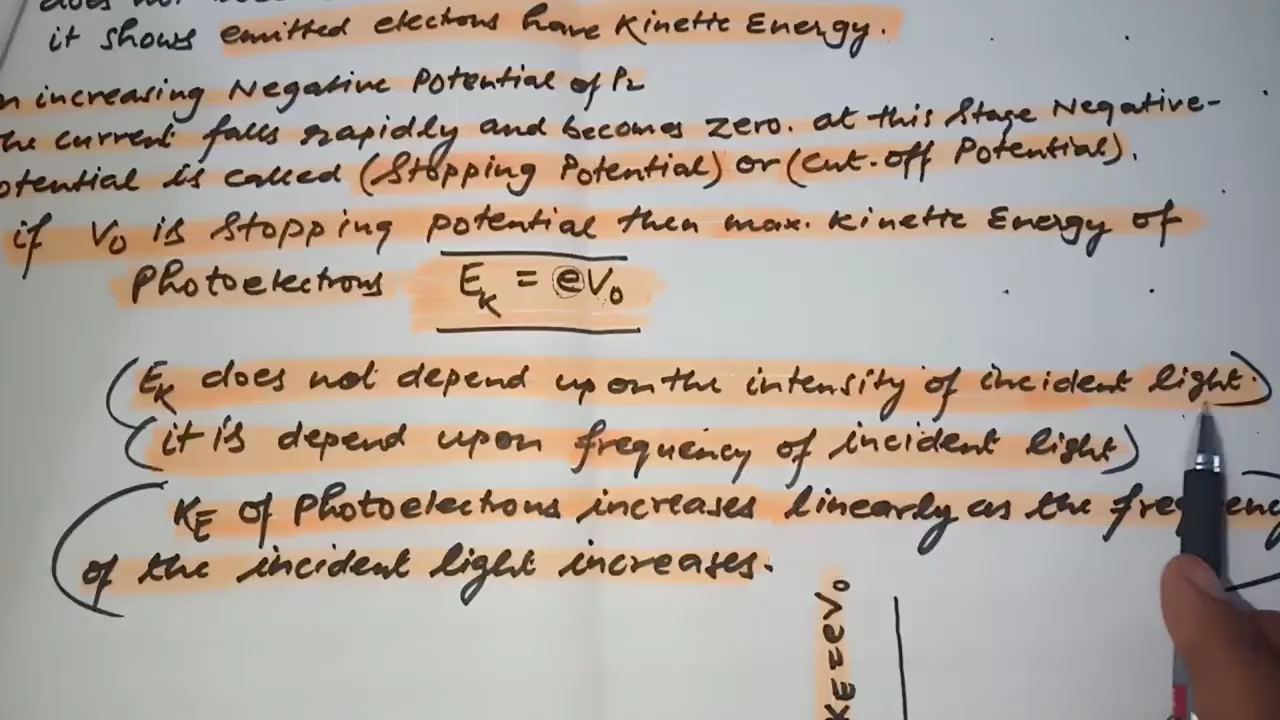 it shows emitted electrons have Kinetic Energy.
increasing Negative Potential of P2
the current falls rapidly and becomes zero. at this Stage Negative-
otential is called (Stopping Potential) or (Cut-off Potential).
if V0 is Stopping potential then max. Kinetic Energy of
Photoelectrons EK = eV0
(EK does not depend upon the intensity of incident light.)
(it is depend upon frequency of incident light)
(KE of Photoelectrons increases linearly as the
of the incident light increases.
KE=eV0